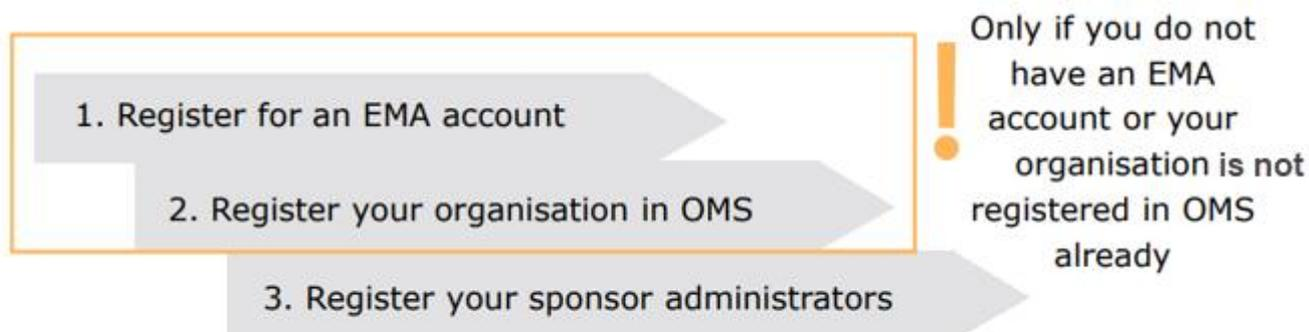 1. Register for an EMA account
2. Register your organisation in OMS
3. Register your sponsor administrators
!
Only if you do not
have an EMA
account or your
organisation is not
registered in OMS
already